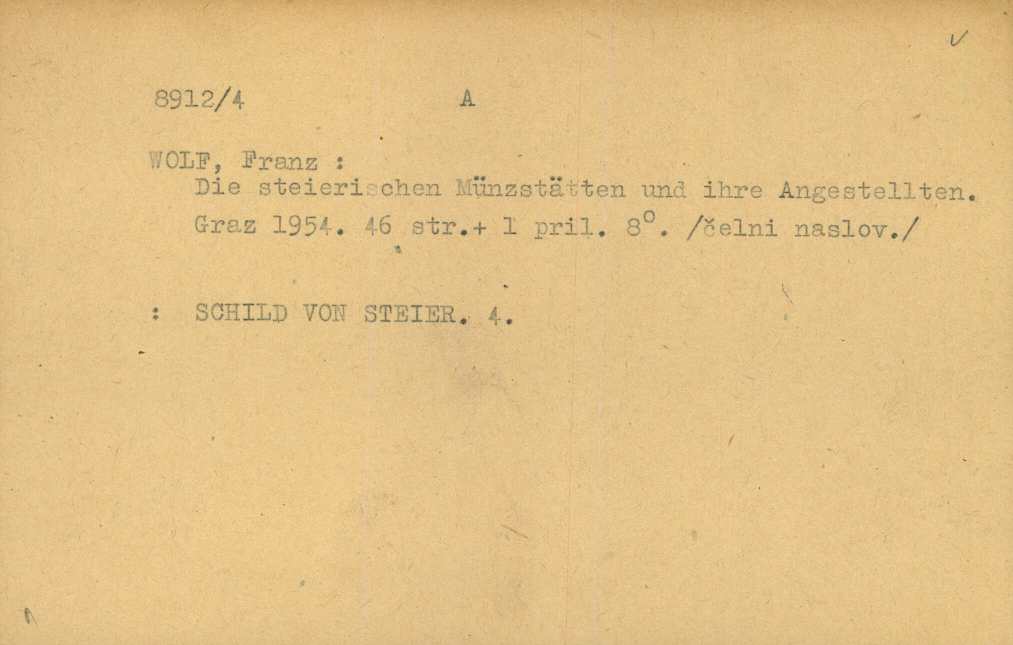 8912/4 A
WOLF, Franz :
Die steierischen Münzstätten und ihre Angestellten.
Graz 1954. 46 str.+ 1 pril. 8°. /čelni naslov./
: SCHILD VON STEIER. 4.